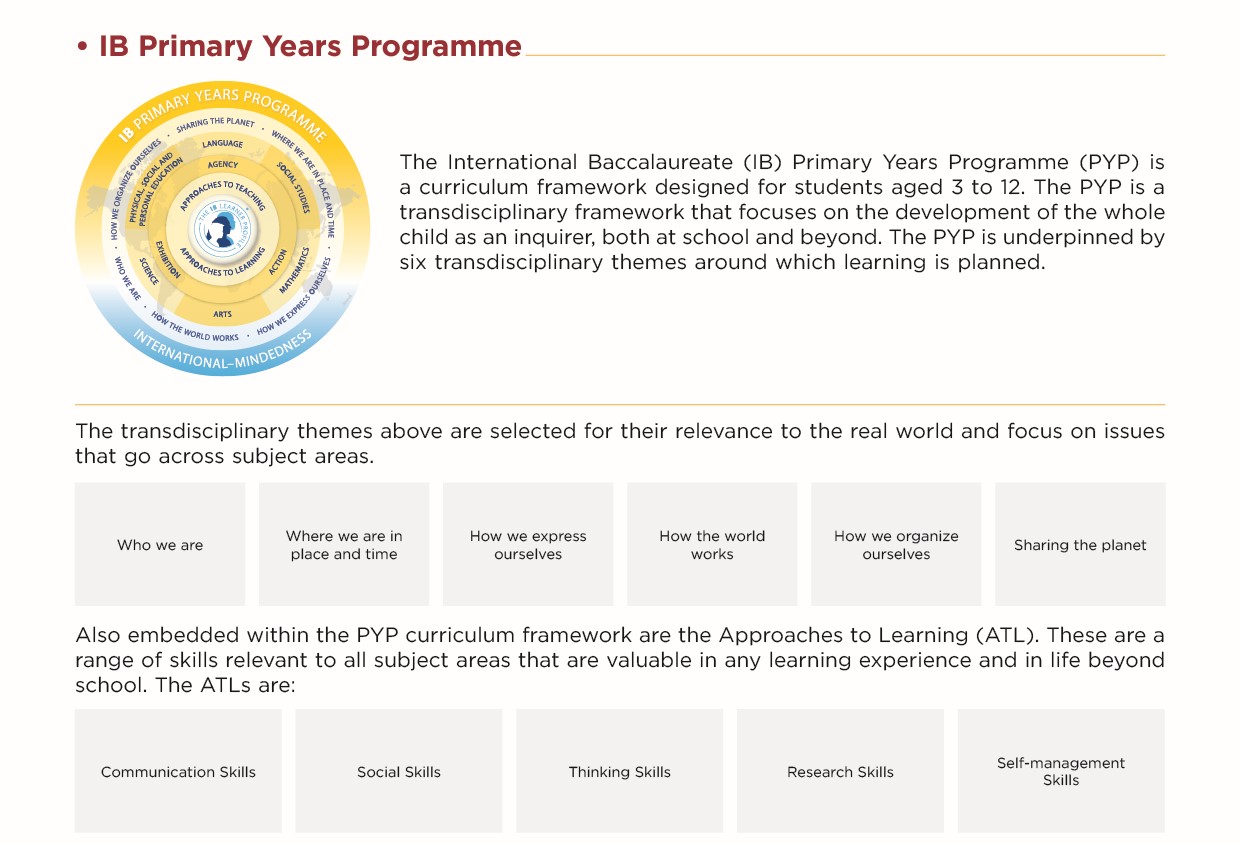 • IB Primary Years Programme
IB PRIMARY YEARS PROGRAMME
SHARING THE PLANET • WHERE WE ARE IN PLACE AND TIME • HOW WE EXPRESS OURSELVES • HOW THE WORLD WORKS • WHO WE ARE • HOW WE ORGANIZE OURSELVES •
LANGUAGE
SOCIAL STUDIES
MATHEMATICS
ARTS
SCIENCE
PHYSICAL, SOCIAL AND
PERSONAL EDUCATION
AGENCY
ACTION
EXHIBITION
APPROACHES TO TEACHING
APPROACHES TO LEARNING
THE IB LEARNER PROFILE
INTERNATIONAL–MINDEDNESS
The International Baccalaureate (IB) Primary Years Programme (PYP) is
a curriculum framework designed for students aged 3 to 12. The PYP is a
transdisciplinary framework that focuses on the development of the whole
child as an inquirer, both at school and beyond. The PYP is underpinned by
six transdisciplinary themes around which learning is planned.
The transdisciplinary themes above are selected for their relevance to the real world and focus on issues
that go across subject areas.
Who we are
Where we are in
place and time
How we express
ourselves
How the world
works
How we organize
ourselves
Sharing the planet
Also embedded within the PYP curriculum framework are the Approaches to Learning (ATL). These are a
range of skills relevant to all subject areas that are valuable in any learning experience and in life beyond
school. The ATLs are:
Communication Skills
Social Skills
Thinking Skills
Research Skills
Self-management
Skills